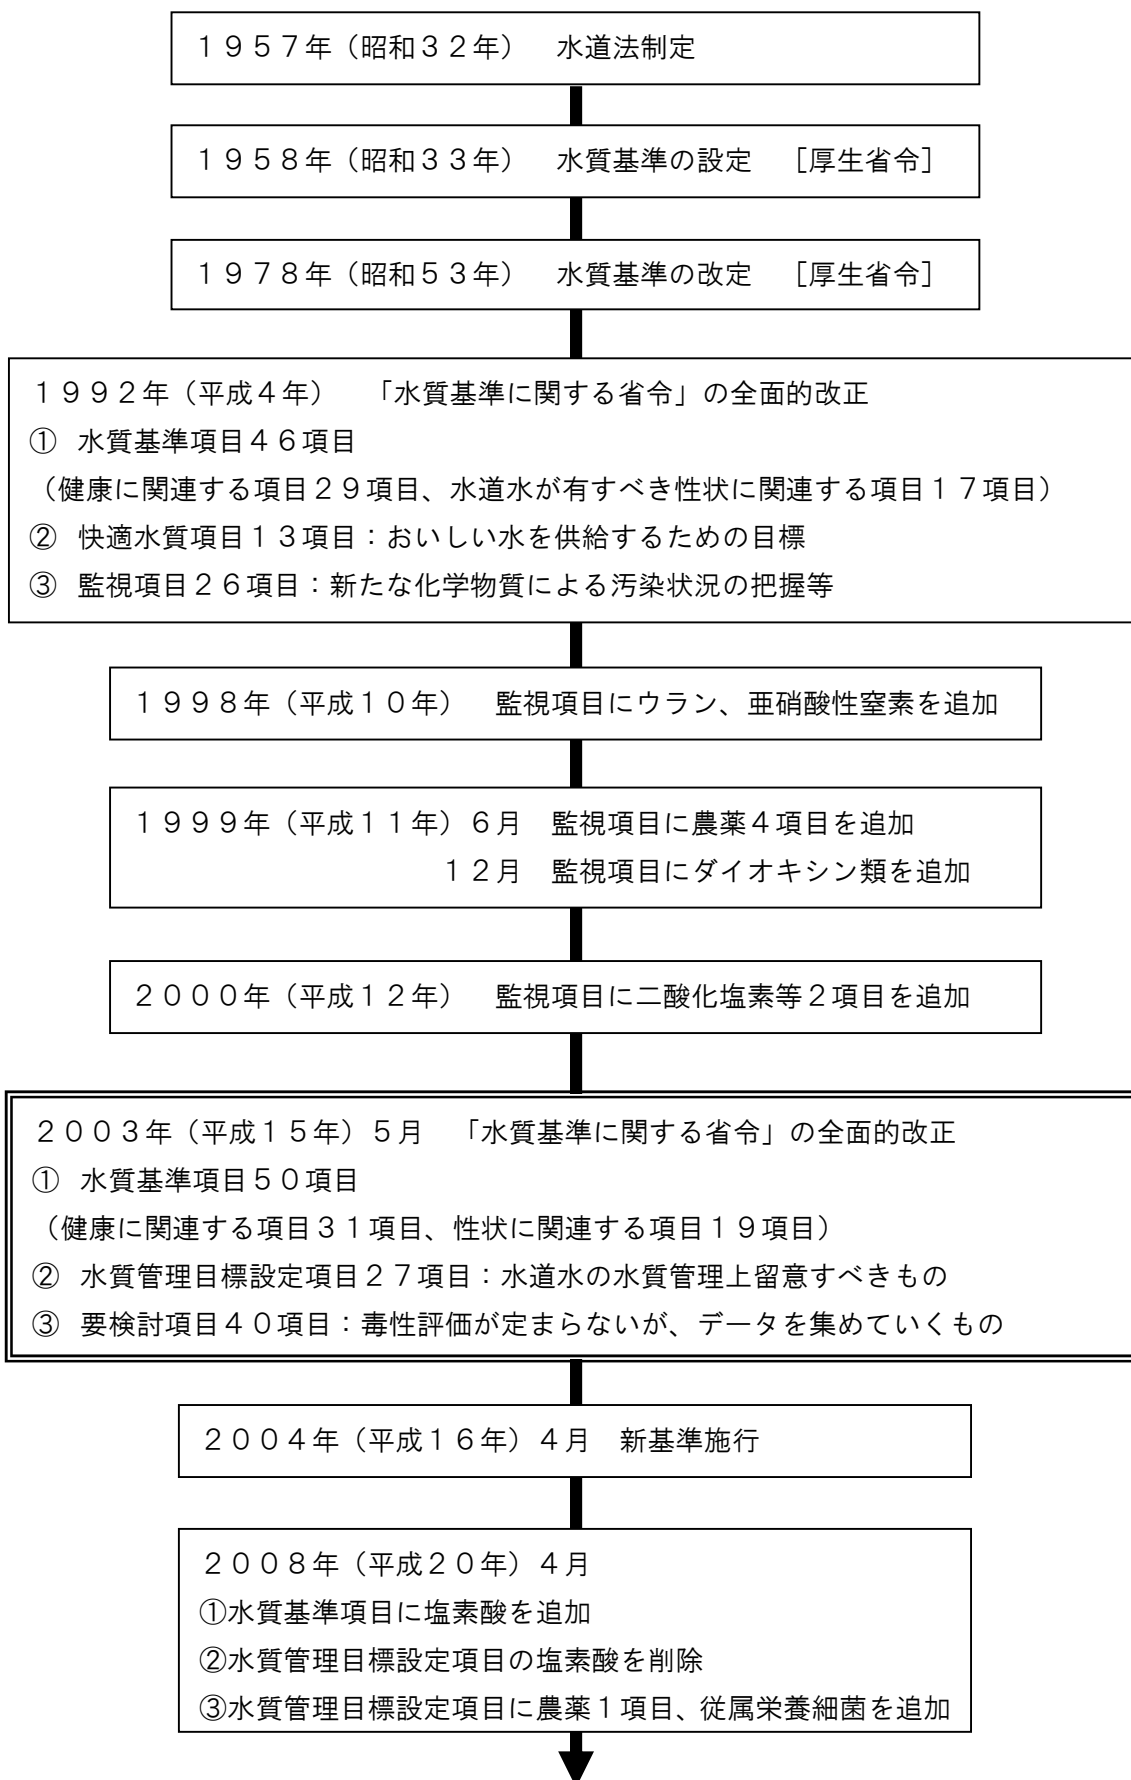 １９５７年（昭和３２年）　水道法制定
１９５８年（昭和３３年）　水質基準の設定　［厚生省令］
１９７８年（昭和５３年）　水質基準の改定　［厚生省令］
１９９２年（平成４年）　「水質基準に関する省令」の全面的改正
① 水質基準項目４６項目
（健康に関連する項目２９項目、水道水が有すべき性状に関連する項目１７項目）
② 快適水質項目１３項目：おいしい水を供給するための目標
③ 監視項目２６項目：新たな化学物質による汚染状況の把握等
１９９８年（平成１０年）　監視項目にウラン、亜硝酸性窒素を追加
１９９９年（平成１１年）６月　監視項目に農薬４項目を追加
１２月　監視項目にダイオキシン類を追加
２０００年（平成１２年）　監視項目に二酸化塩素等２項目を追加
２００３年（平成１５年）５月　「水質基準に関する省令」の全面的改正
① 水質基準項目５０項目
（健康に関連する項目３１項目、性状に関連する項目１９項目）
② 水質管理目標設定項目２７項目：水道水の水質管理上留意すべきもの
③ 要検討項目４０項目：毒性評価が定まらないが、データを集めていくもの
２００４年（平成１６年）４月　新基準施行
２００８年（平成２０年）４月
①水質基準項目に塩素酸を追加
②水質管理目標設定項目の塩素酸を削除
③水質管理目標設定項目に農薬１項目、従属栄養細菌を追加